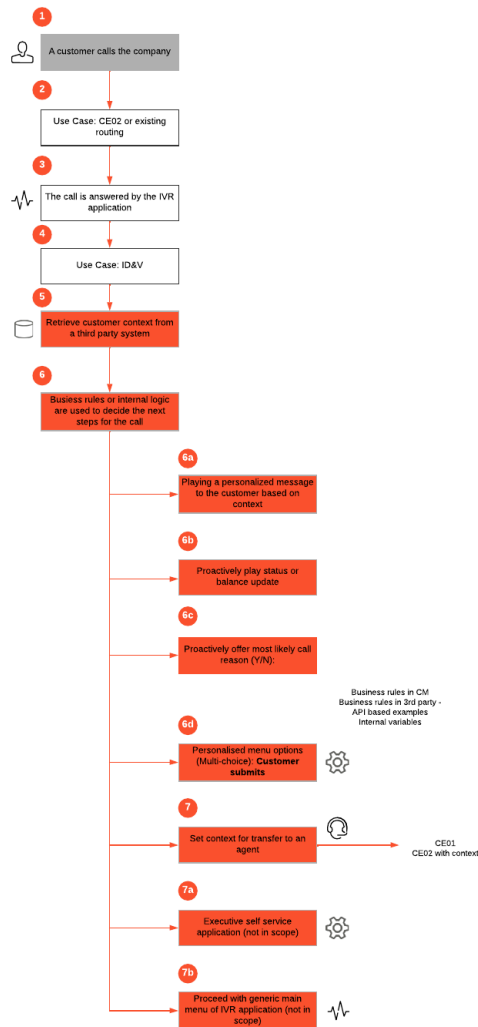 1
A customer calls the company
2
Use Case: CE02 or existing
routing
3
The call is answered by the IVR
application
4
Use Case: ID&V
5
Retrieve customer context from
a third party system
6
Busiess rules or internal logic
are used to decide the next
steps for the call
6a
Playing a personalized message
to the customer based on
context
6b
Proactively play status or
balance update
6c
Proactively offer most likely call
reason (Y/N):
Business rules in CM
Business rules in 3rd party -
API based examples
Internal variables
6d
Personalised menu options
(Multi-choice): Customer
submits
7
Set context for transfer to an
agent
CE01
CE02 with context
7a
Executive self service
application (not in scope)
7b
Proceed with generic main
menu of IVR application (not in
scope)